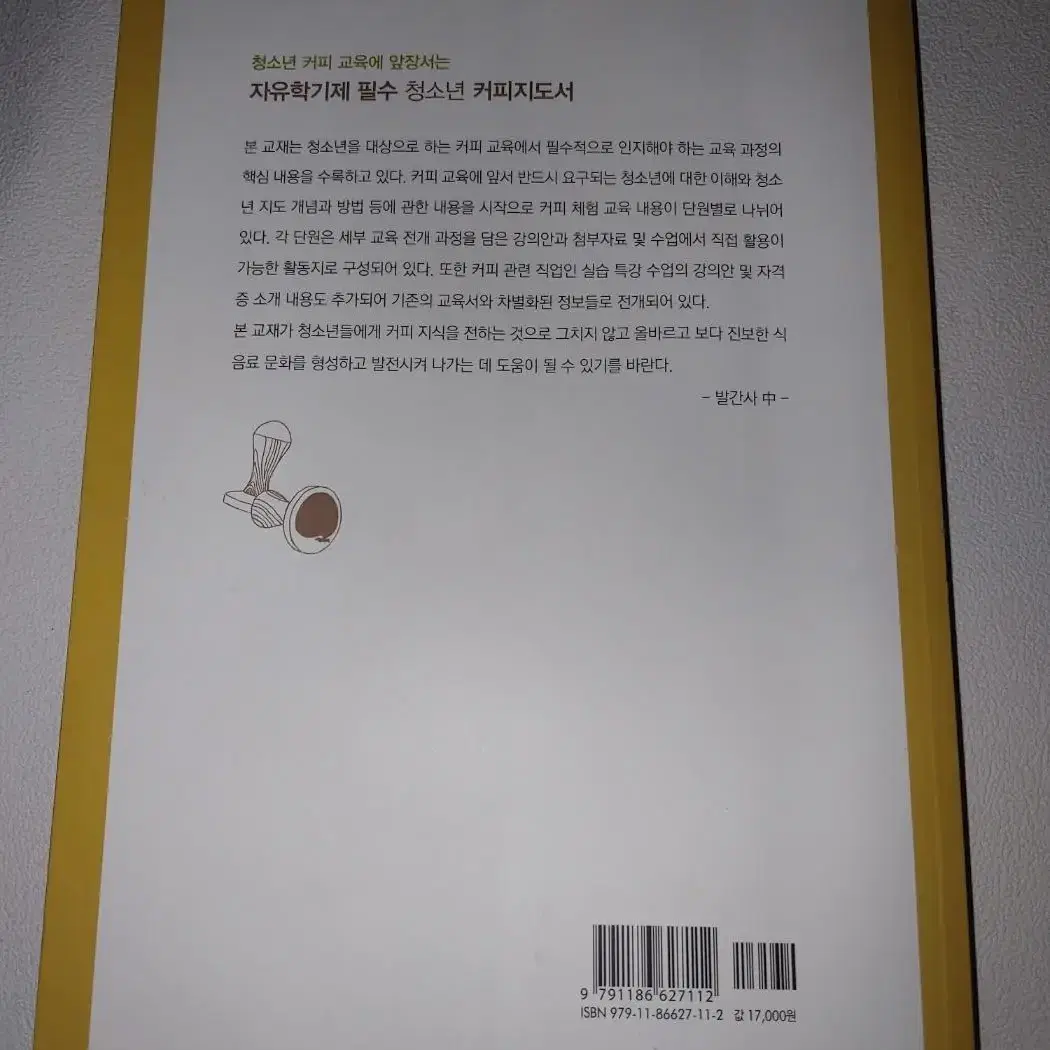 청소년 커피 교육에 앞장서는
자유학기제 필수 청소년 커피지도서
본 교재는 청소년을 대상으로 하는 커피 교육에서 필수적으로 인지해야 하는 교육 과정의
핵심 내용을 수록하고 있다. 커피 교육에 앞서 반드시 요구되는 청소년에 대한 이해와 청소
년 지도 개념과 방법 등에 관한 내용을 시작으로 커피 체험 교육 내용이 단원별로 나뉘어
있다. 각 단원은 세부 교육 전개 과정을 담은 강의안과 첨부자료 및 수업에서 직접 활용이
가능한 활동지로 구성되어 있다. 또한 커피 관련 직업인 실습 특강 수업의 강의안 및 자격
증 소개 내용도 추가되어 기존의 교육서와 차별화된 정보들로 전개되어 있다.
본 교재가 청소년들에게 커피 지식을 전하는 것으로 그치지 않고 올바르고 보다 진보한 식
음료 문화를 형성하고 발전시켜 나가는 데 도움이 될 수 있기를 바란다.
- 발간사 中 -
9 791186 627112
ISBN 979-11-86627-11-2 값 17,000원